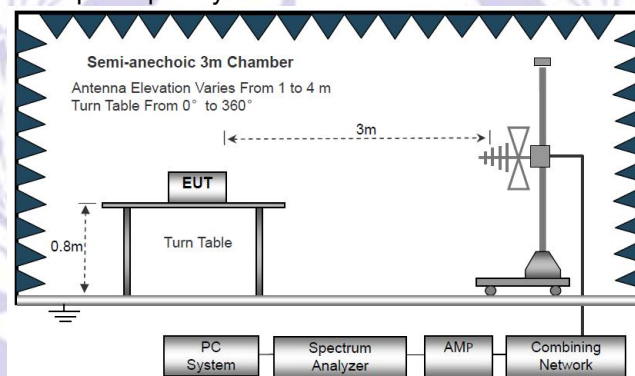 Semi-anechoic 3m Chamber
Antenna Elevation Varies From 1 to 4 m
Turn Table From 0° to 360°
3m
EUT
0.8m
Turn Table
PC
System
Spectrum
Analyzer
AMP
Combining
Network